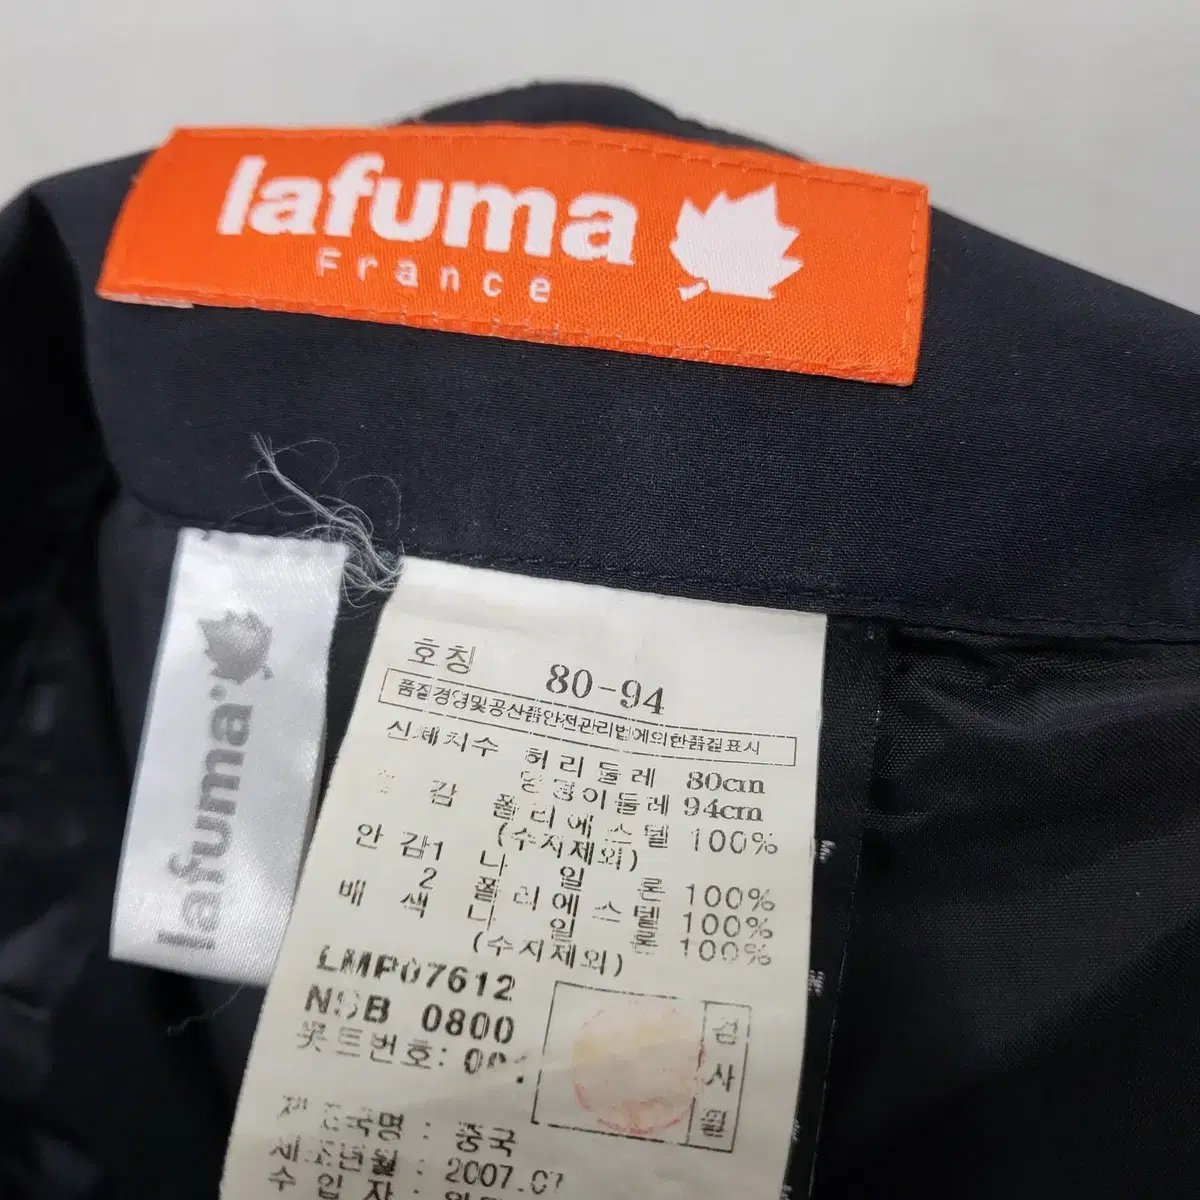 lafuma
France
lafuma
호칭 80-94
품질경영및공산품안전관리법에의한품질표시
신체치수 허리둘레 80cm
엉덩이둘레 94cm
감 폴리에스텔 100%
(수지제외)
안감1 나일론 100%
2 폴리에스텔 100%
배색 나일론 100%
(수지제외)
LMP07612
0800
로트번호:
검사필
제조국명 : 중국
제조년월 : 2007.07
수입자 :